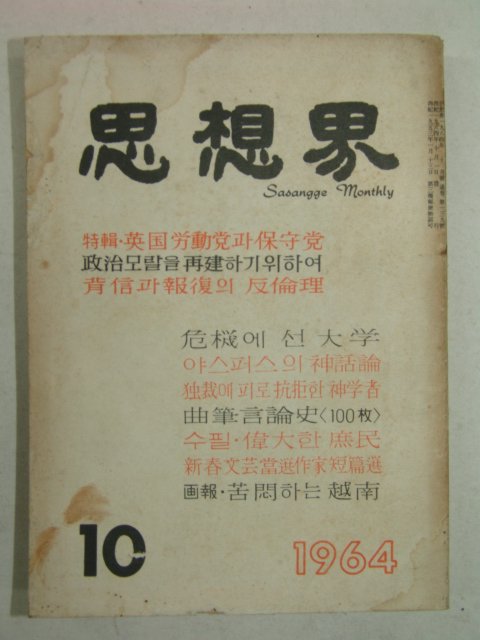 思想界
Sasangge Monthly
特輯·英国労動党과保守党
政治모랄을再建하기위하여
背信과報復의 反倫理
危機에 선 大学
야스퍼스의 神話論
独裁에 피로 抗拒한 神学者
曲筆言論史〈100枚〉
수필·偉大한 庶民
新春文芸當選作家短篇選
画報·苦悶하는 越南
10
1964